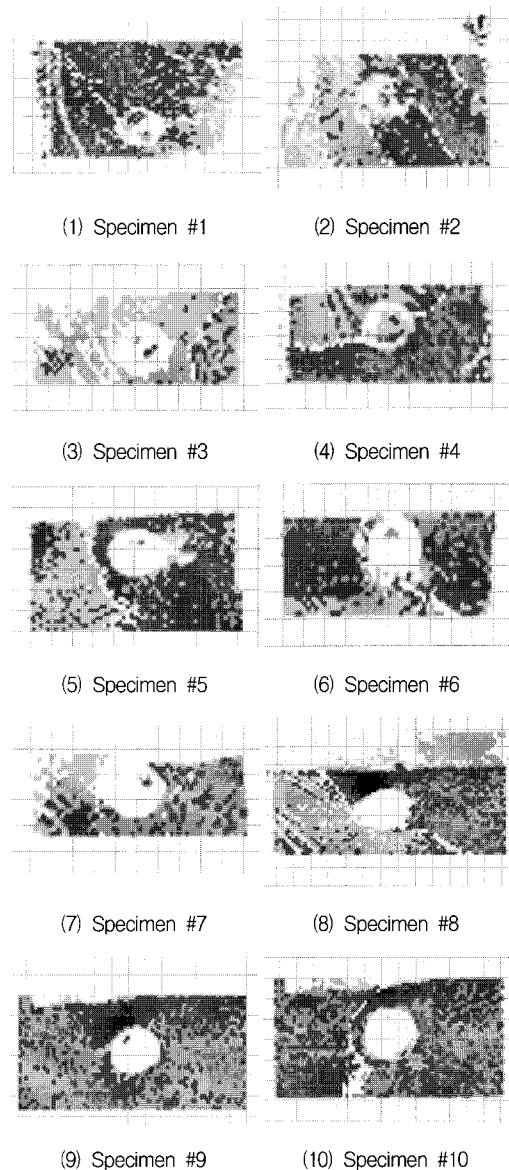 (1) Specimen #1
(2) Specimen #2
(3) Specimen #3
(4) Specimen #4
(5) Specimen #5
(6) Specimen #6
(7) Specimen #7
(8) Specimen #8
(9) Specimen #9
(10) Specimen #10